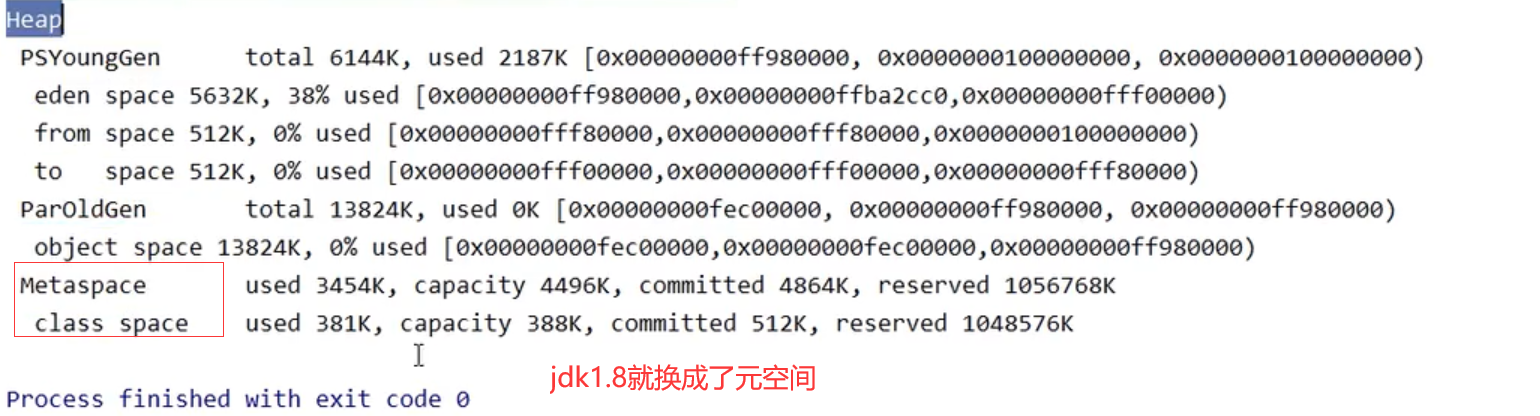 Heap
PSYoungGen total 6144K, used 2187K [0x00000000ff980000, 0x0000000100000000, 0x0000000100000000)
eden space 5632K, 38% used [0x00000000ff980000,0x00000000ffba2cc0,0x00000000fff00000)
from space 512K, 0% used [0x00000000fff80000,0x00000000fff80000,0x0000000100000000)
to space 512K, 0% used [0x00000000fff00000,0x00000000fff00000,0x00000000fff80000)
ParOldGen total 13824K, used 0K [0x00000000fec00000, 0x00000000ff980000, 0x00000000ff980000)
object space 13824K, 0% used [0x00000000fec00000,0x00000000fec00000,0x00000000ff980000)
Metaspace used 3454K, capacity 4496K, committed 4864K, reserved 1056768K
class space used 381K, capacity 388K, committed 512K, reserved 1048576K
jdk1.8就换成了元空间
Process finished with exit code 0